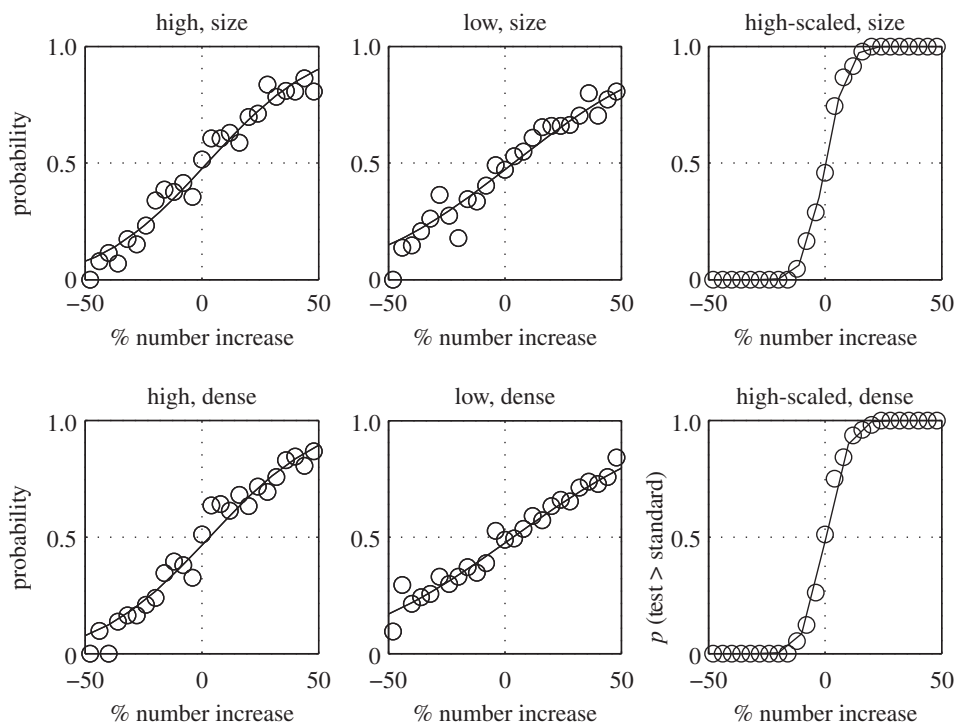 high, size
low, size
high-scaled, size
probability
1.0
0.5
0
−50
0
50
% number increase
1.0
0.5
0
−50
0
50
% number increase
1.0
0.5
0
−50
0
50
% number increase
high, dense
low, dense
high-scaled, dense
probability
1.0
0.5
0
−50
0
50
% number increase
1.0
0.5
0
−50
0
50
% number increase
p (test > standard)
1.0
0.5
0
−50
0
50
% number increase